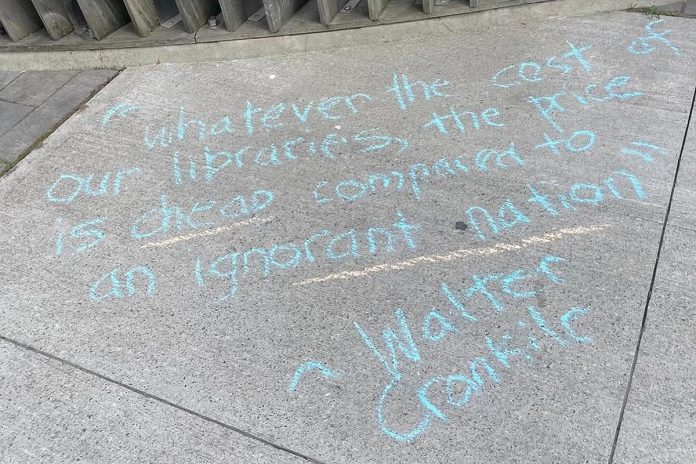 "whatever the cost of
our libraries, the price
is cheap compared to
an ignorant nation"
~ Walter
Cronkite